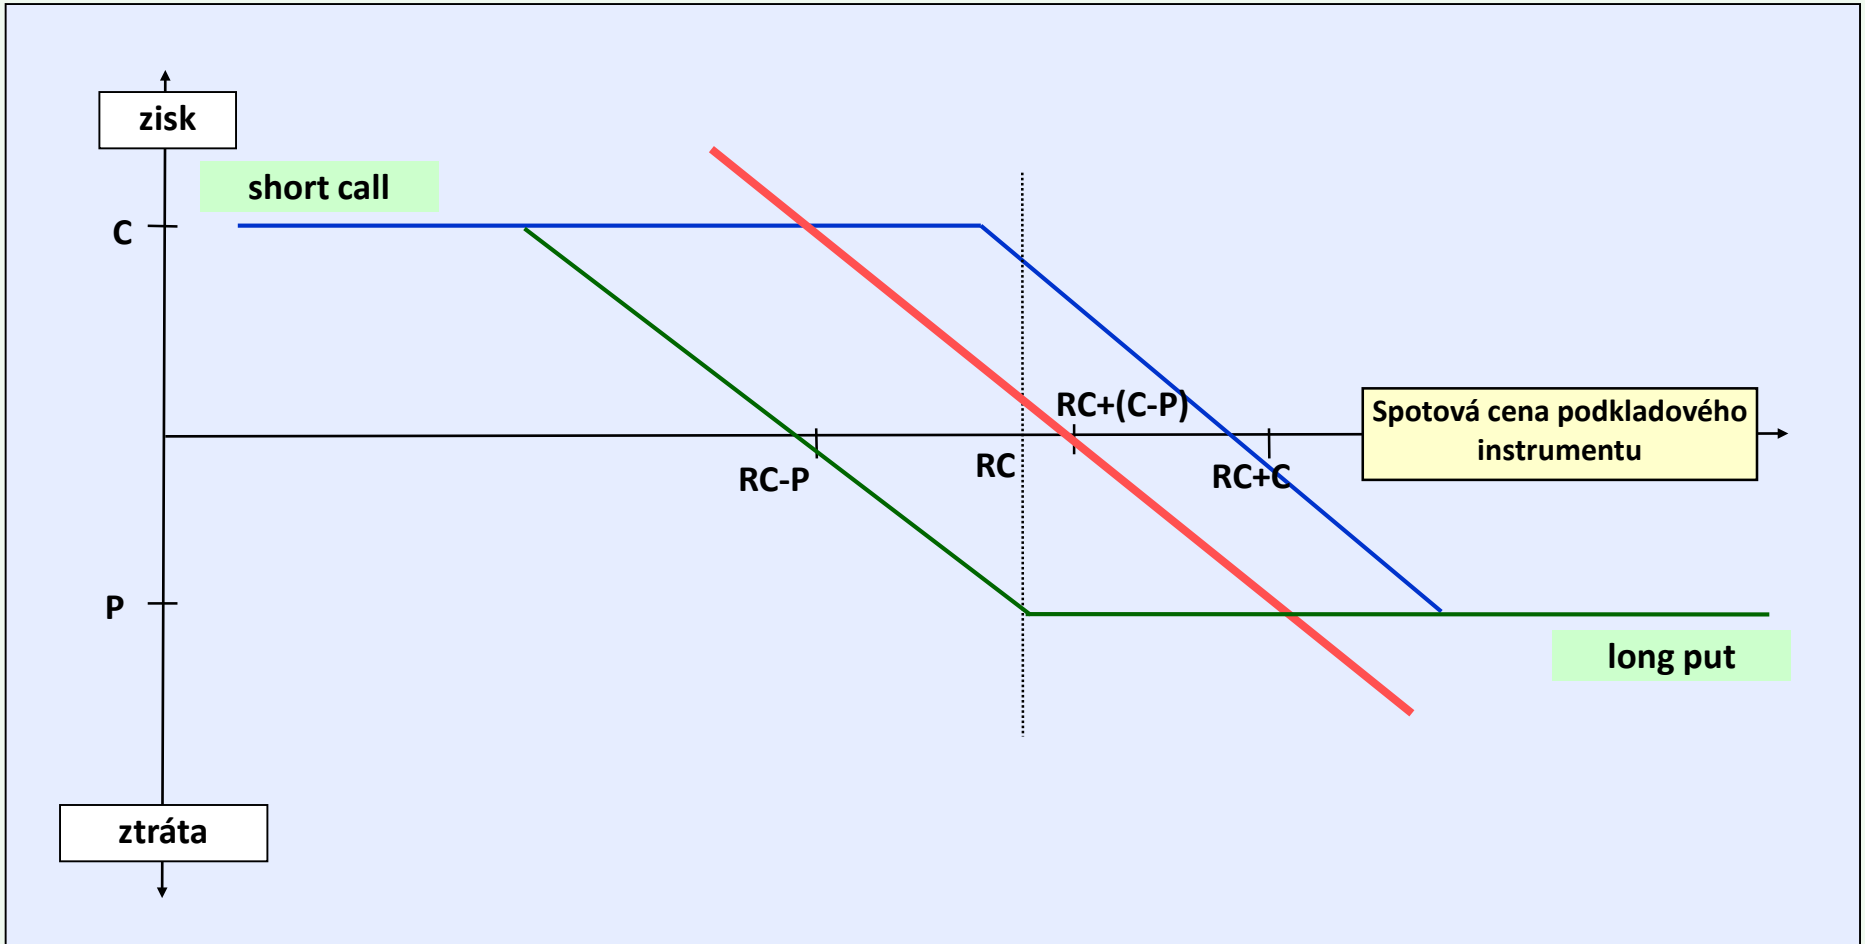 zisk
short call
C
RC+(C-P)
Spotová cena podkladového
instrumentu
RC-P
RC
RC+C
P
long put
ztráta